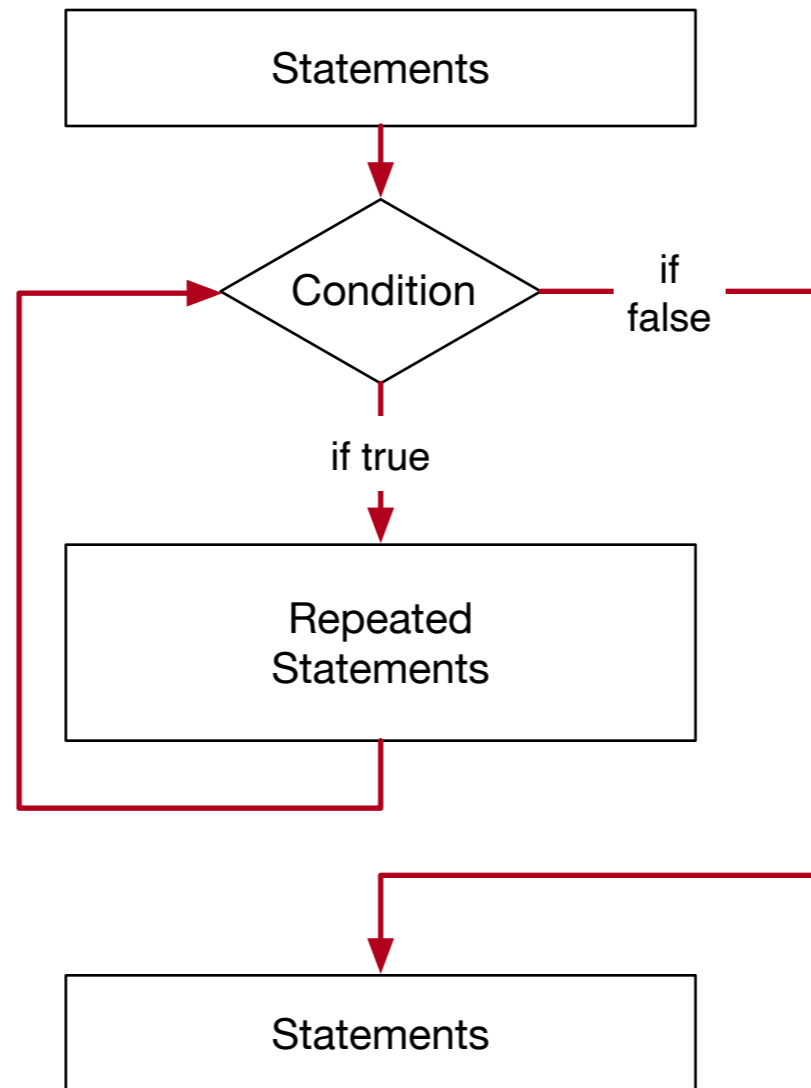 Statements
Condition
if
false
if true
Repeated
Statements
Statements